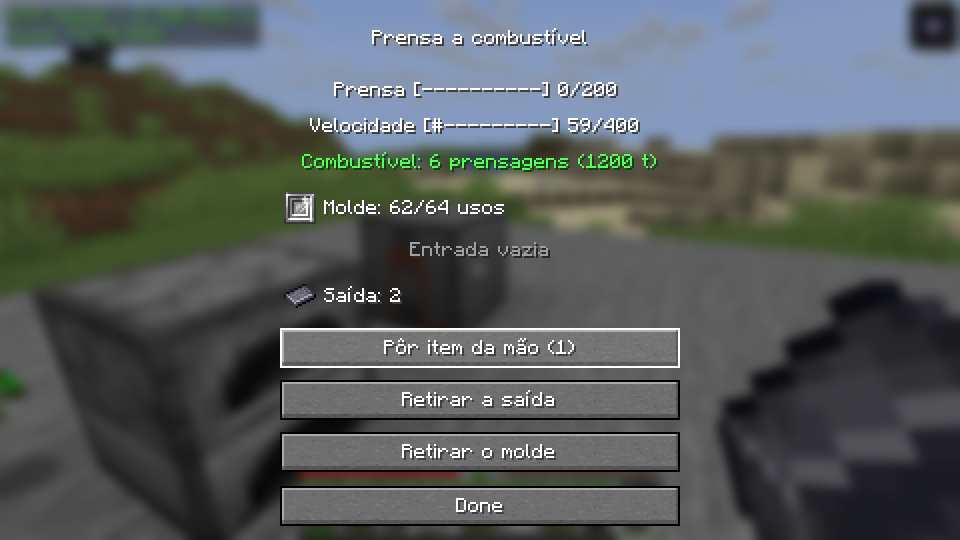 Prensa a combustível
Prensa [----------] 0/200
Velocidade [#---------] 59/400
Combustível: 6 prensagens (1200 t)
Molde: 62/64 usos
Entrada vazia
Saída: 2
Pôr item da mão (1)
Retirar a saída
Retirar o molde
Done